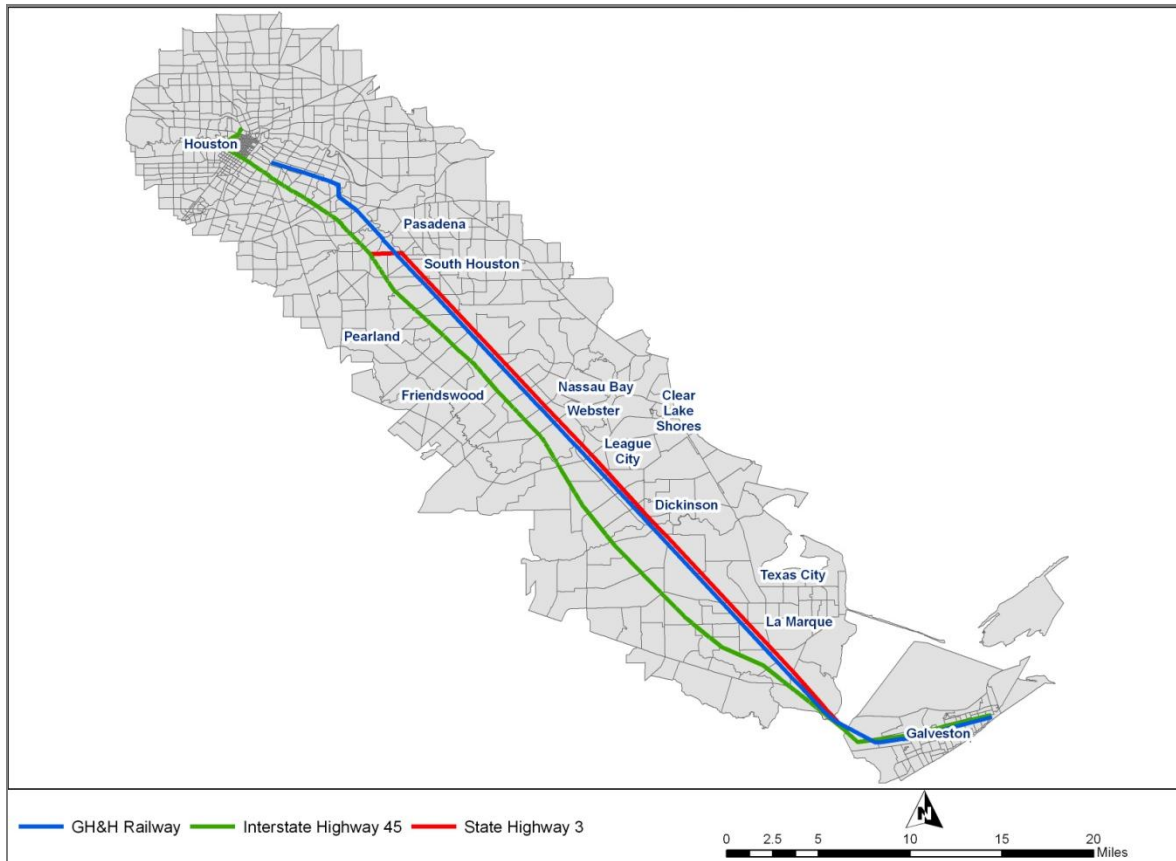 Houston
Pasadena
South Houston
Pearland
Nassau Bay
Friendswood
Webster
Clear
Lake
Shores
League
City
Dickinson
Texas City
La Marque
Galveston
GH&H Railway
Interstate Highway 45
State Highway 3
N
0 2.5 5 10 15 20
Miles